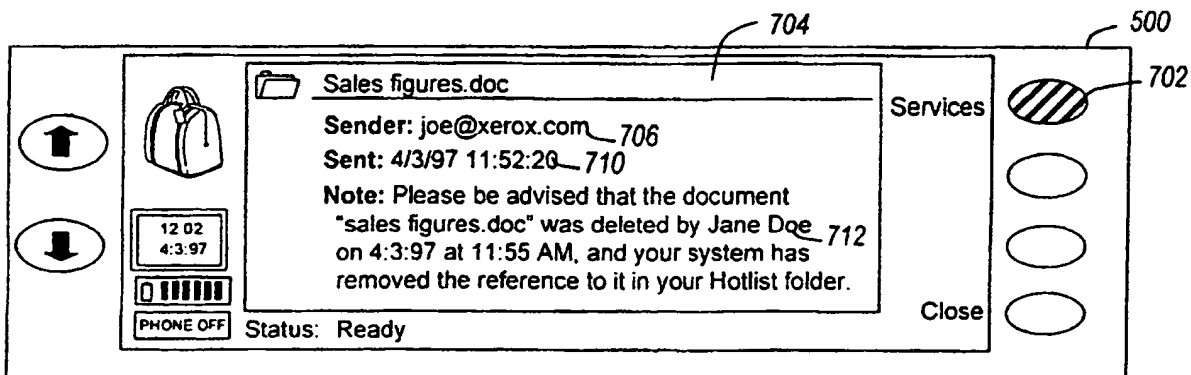 704
500
702
Sales figures.doc
Services
Sender: joe@xerox.com 706
Sent: 4/3/97 11:52:20 710
Note: Please be advised that the document
"sales figures.doc" was deleted by Jane Doe 712
on 4:3:97 at 11:55 AM, and your system has
removed the reference to it in your Hotlist folder.
12 02
4:3:97
Close
PHONE OFF
Status: Ready